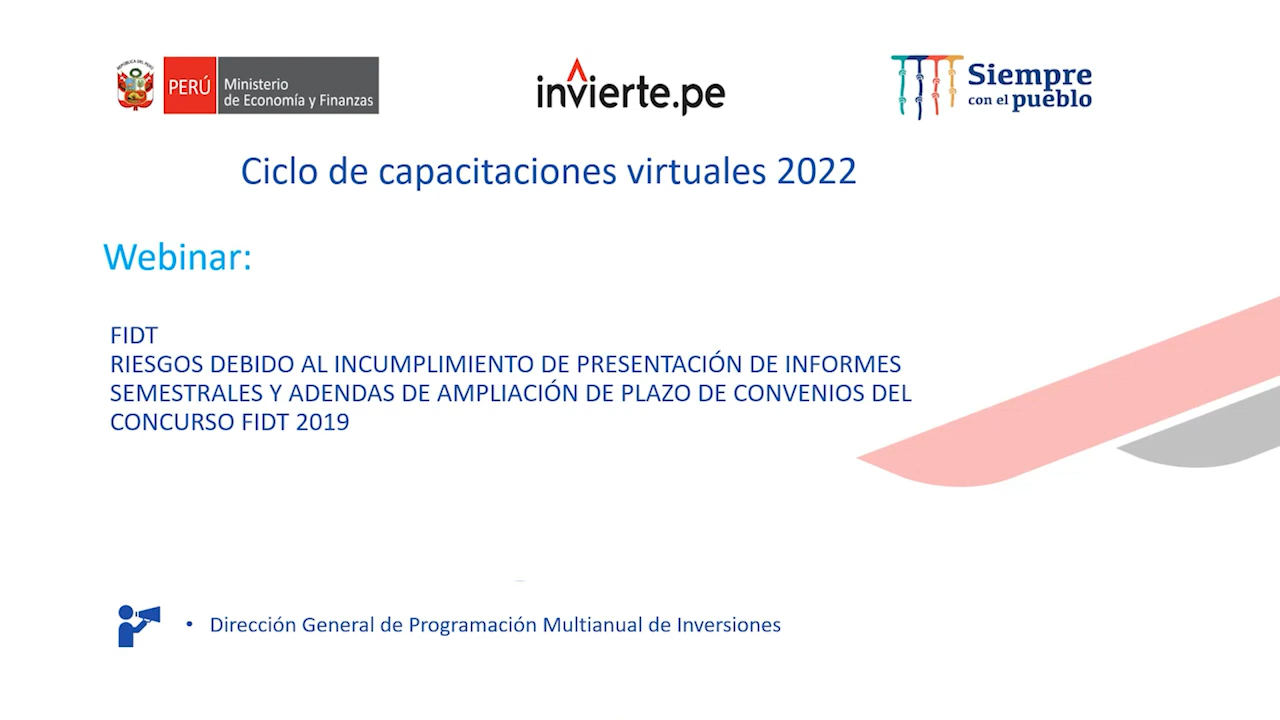 REPÚBLICA DEL PERÚ
PERÚ
Ministerio
de Economía y Finanzas
invierte.pe
Siempre
con el pueblo
Ciclo de capacitaciones virtuales 2022
Webinar:
FIDT
RIESGOS DEBIDO AL INCUMPLIMIENTO DE PRESENTACIÓN DE INFORMES
SEMESTRALES Y ADENDAS DE AMPLIACIÓN DE PLAZO DE CONVENIOS DEL
CONCURSO FIDT 2019
• Dirección General de Programación Multianual de Inversiones